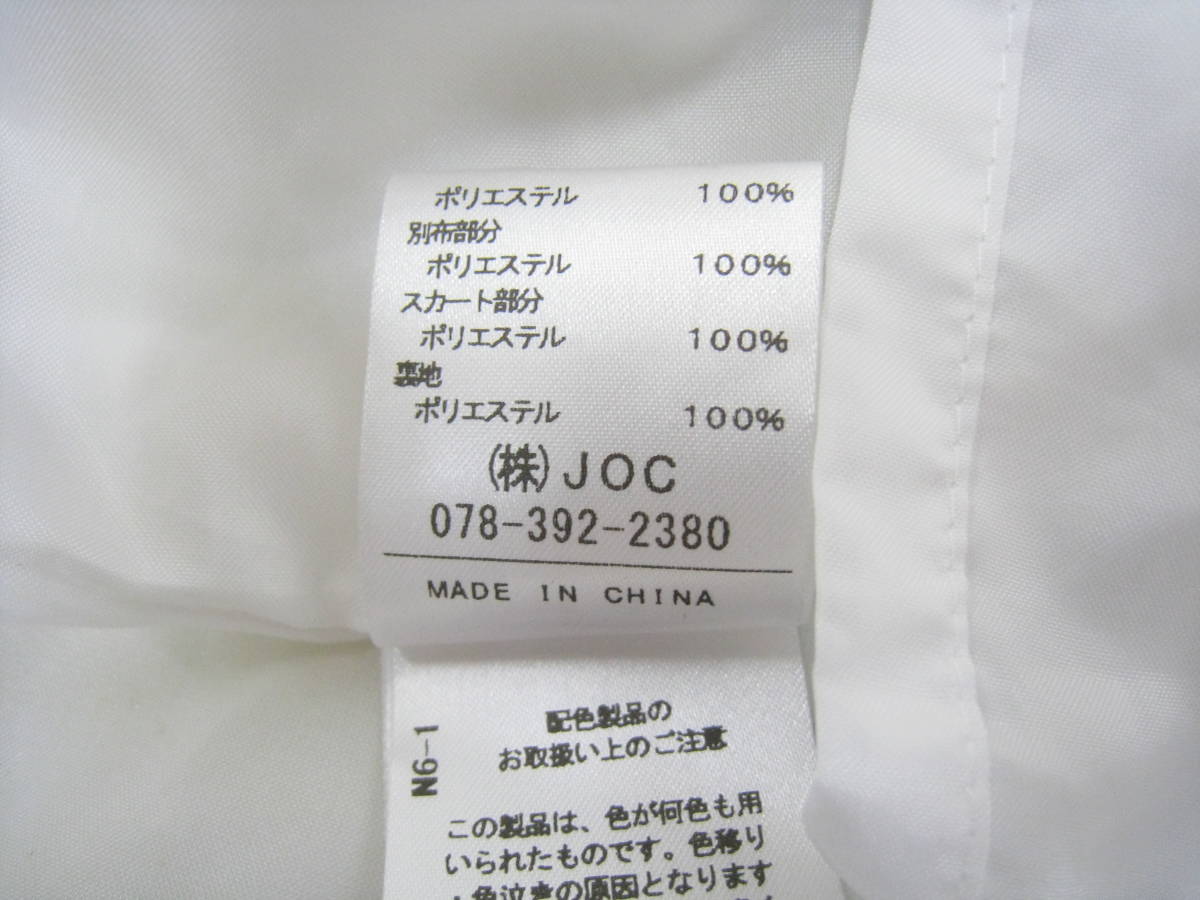 ポリエステル 100%
別布部分
ポリエステル 100%
スカート部分
ポリエステル 100%
裏地
ポリエステル 100%
(株)JOC
078-392-2380
MADE IN CHINA
N6-1
配色製品の
お取扱い上のご注意
この製品は、色が何色も用
いられたものです。色移り
色泣きの原因となります